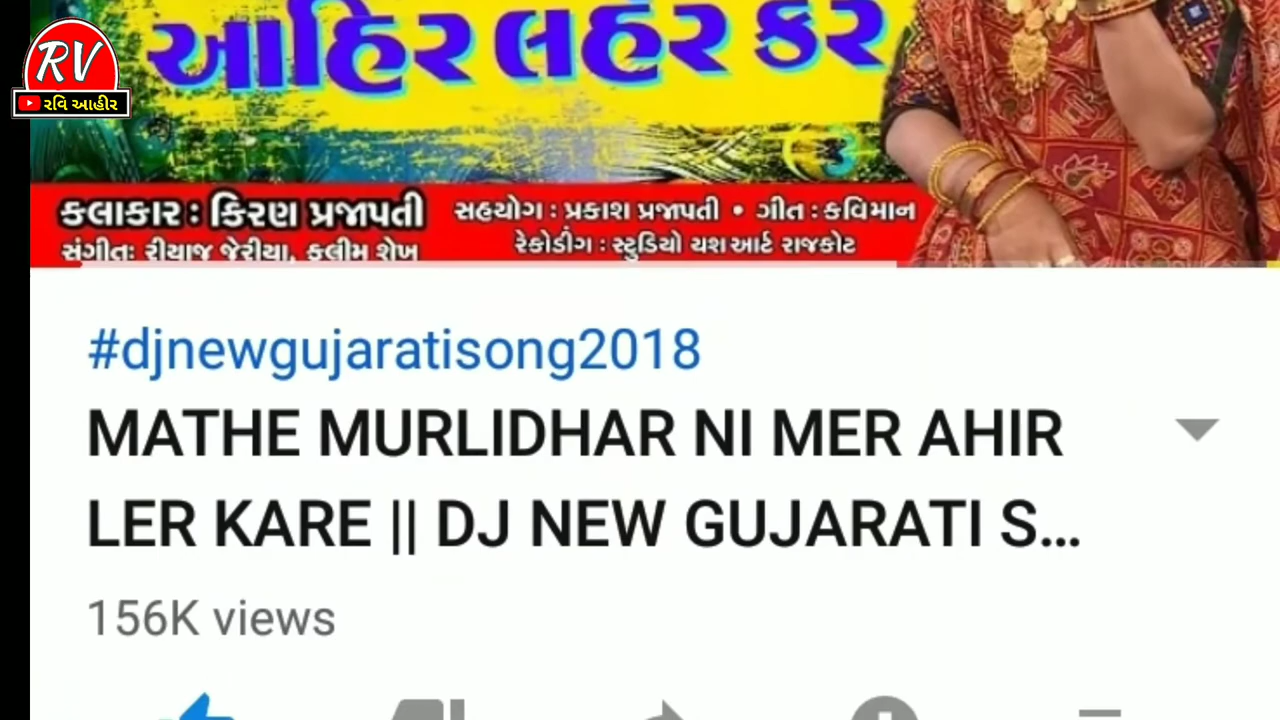 RV
રવિ આહીર
આહિર લહેર કરે
કલાકાર : કિરણ પ્રજાપતી
સંગીતઃ રીયાજ જેરીયા, કલીમ શેખ
સહયોગ : પ્રકાશ પ્રજાપતી • ગીત : કવિમાન
રેકોડીંગ : સ્ટુડિયો યશ આર્ટ રાજકોટ
#djnewgujaratisong2018
MATHE MURLIDHAR NI MER AHIR
LER KARE || DJ NEW GUJARATI S...
156K views